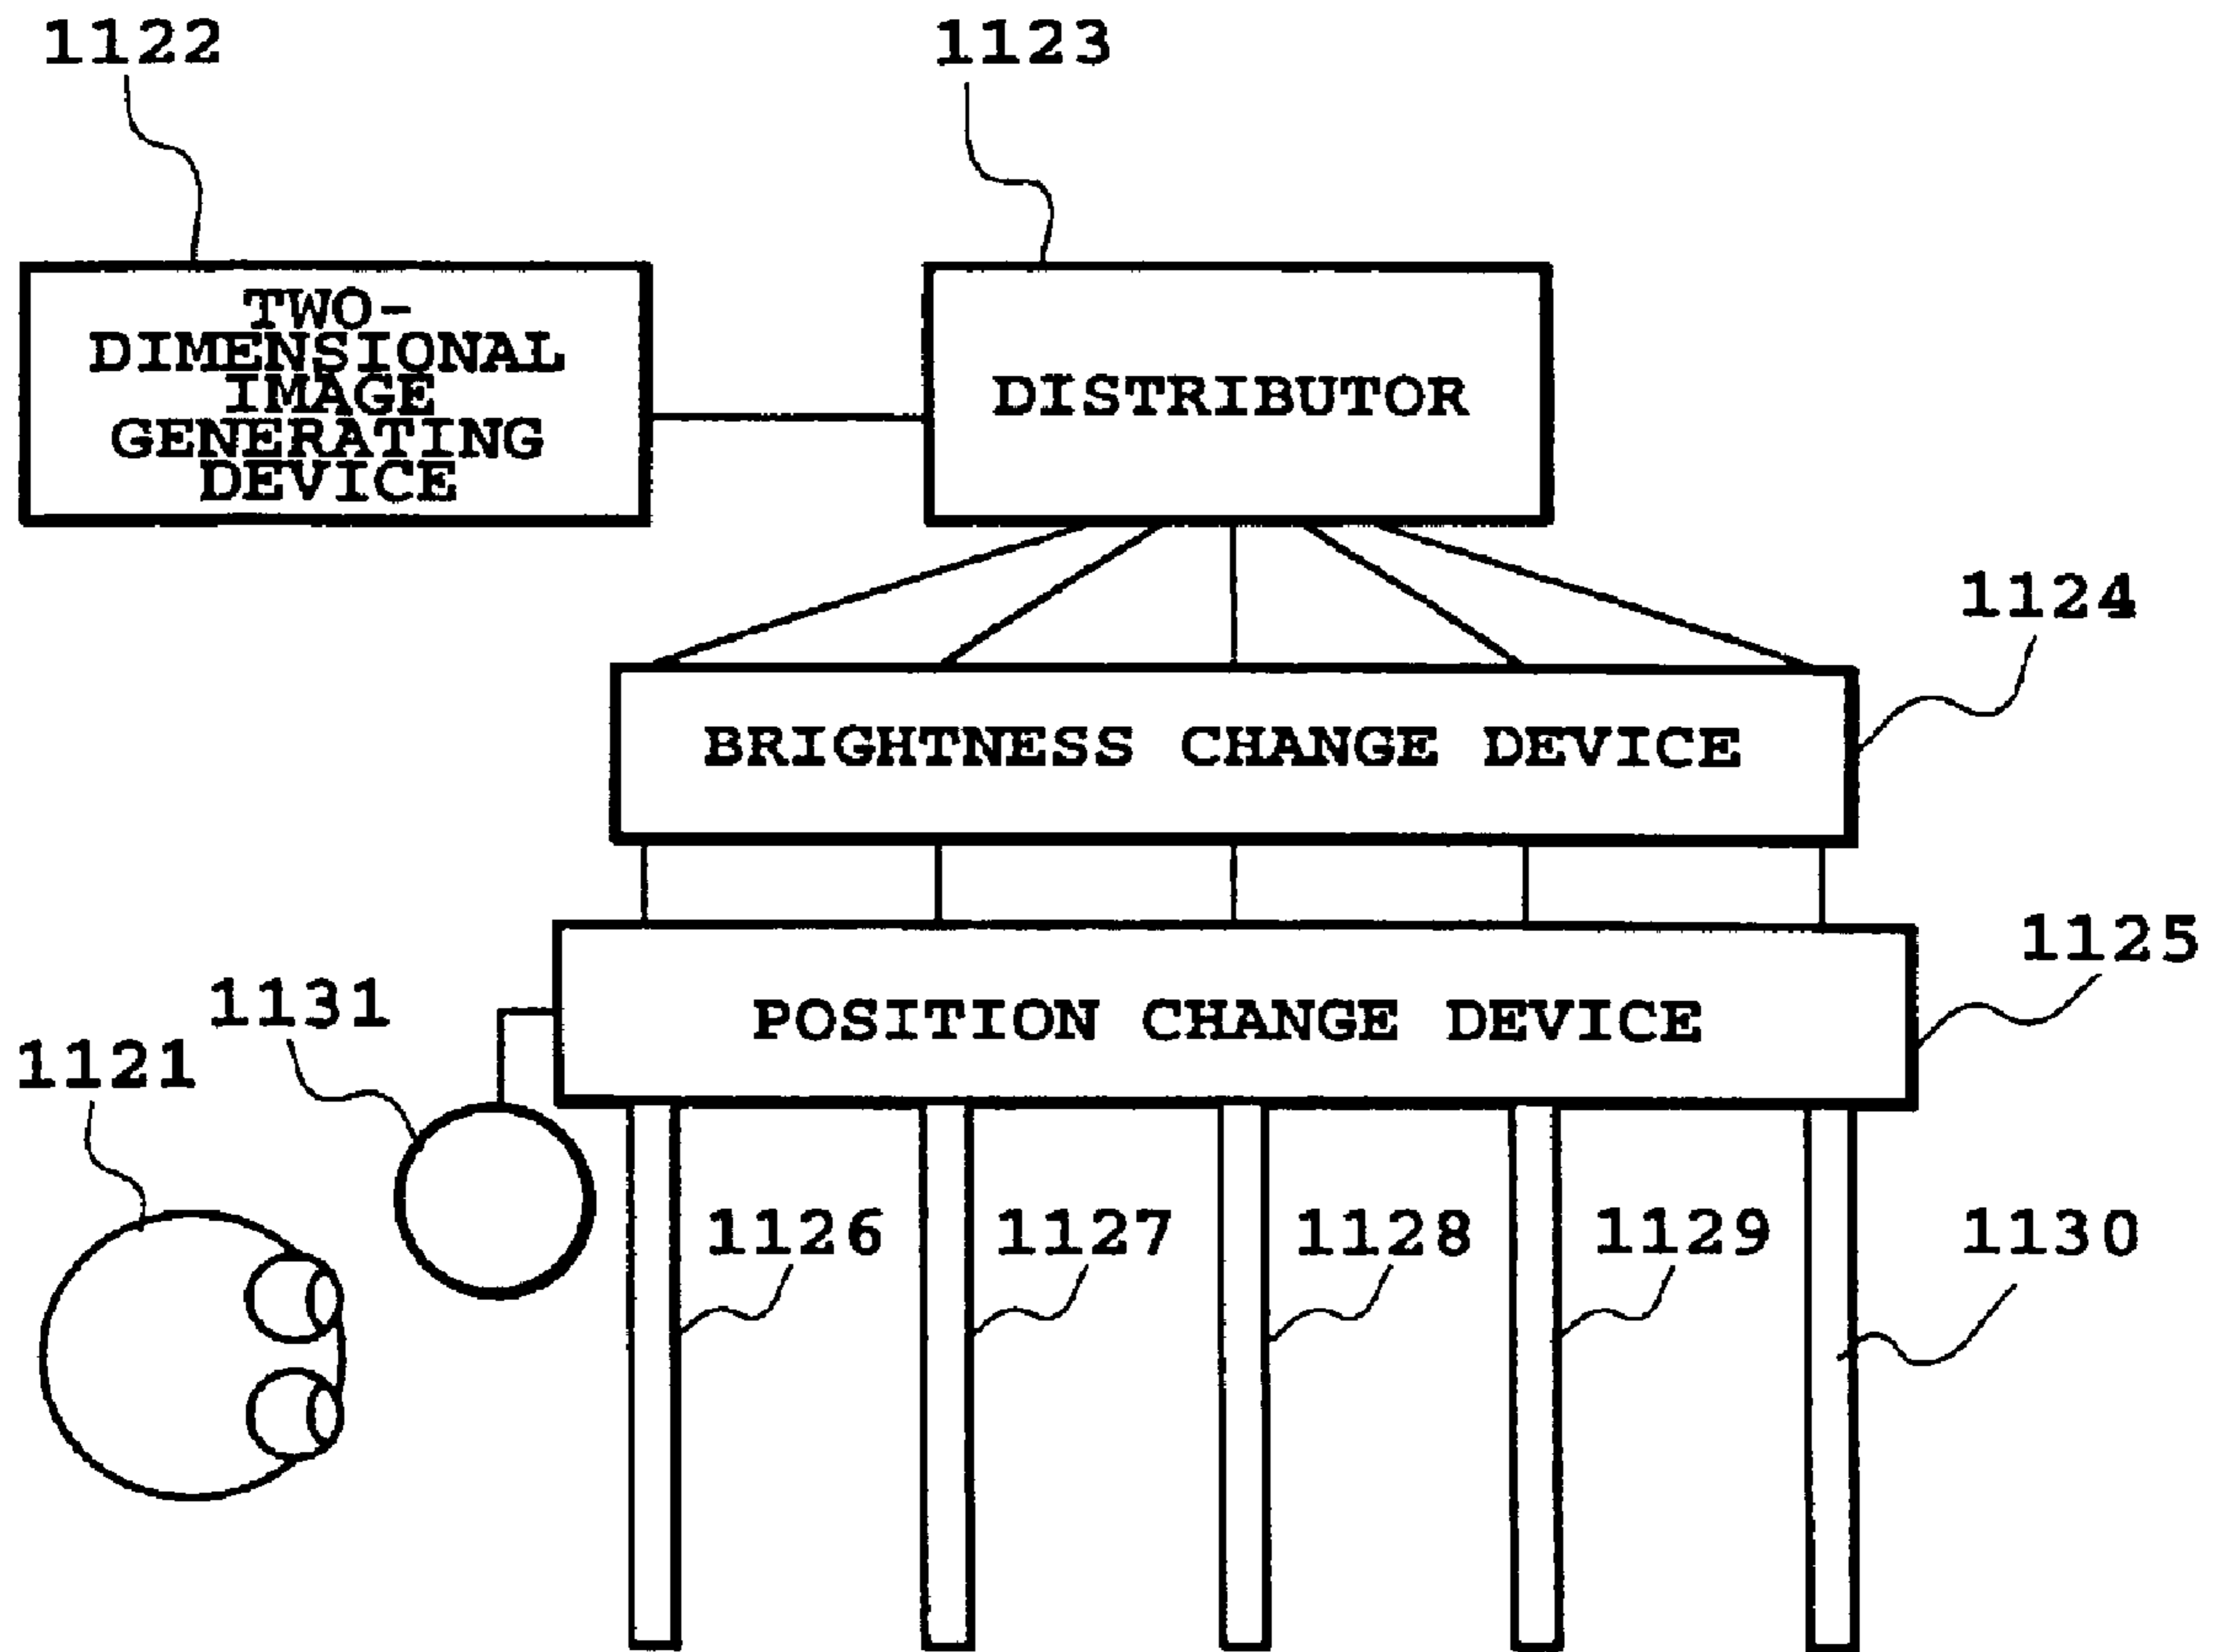 1122
1123
TWO-
DIMENSIONAL
IMAGE
GENERATING
DEVICE
DISTRIBUTOR
1124
BRIGHTNESS CHANGE DEVICE
1125
POSITION CHANGE DEVICE
1131
1121
1126
1127
1128
1129
1130